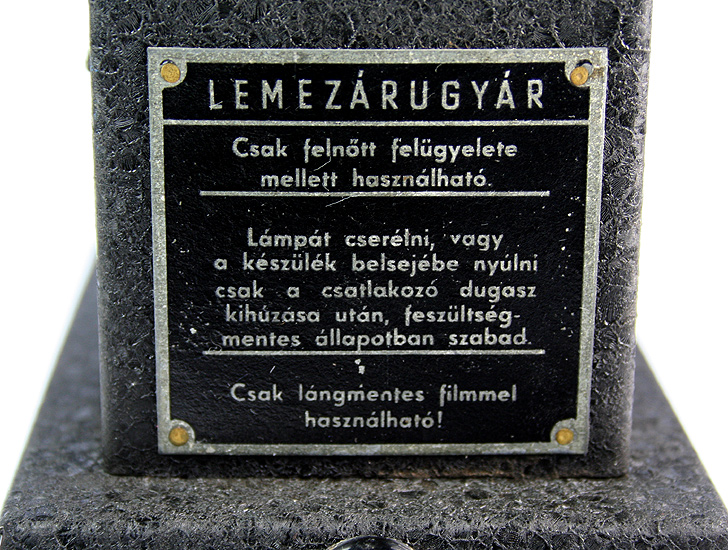 LEMEZÁRUGYÁR
Csak felnőtt felügyelete
mellett használható.
Lámpát cserélni, vagy
a készülék belsejébe nyúlni
csak a csatlakozó dugasz
kihúzása után, feszültség-
mentes állapotban szabad.
Csak lángmentes filmmel
használható!